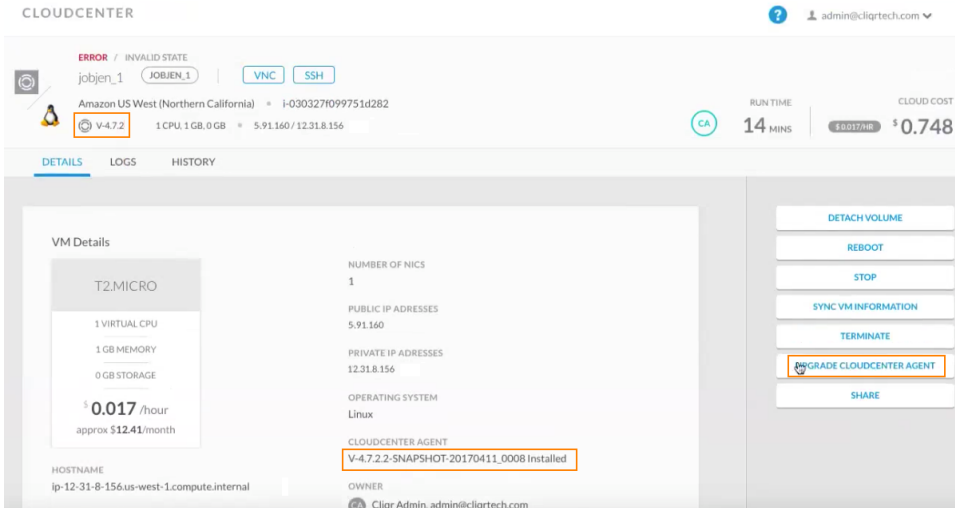 CLOUDCENTER
? admin@cliqrtech.com
ERROR / INVALID STATE
jobjen_1 JOBJEN_1 VNC SSH
Amazon US West (Northern California) • i-030327f099751d282
V-4.7.2 1 CPU, 1 GB, 0 GB • 5.91.160 / 12.31.8.156
CA
RUN TIME
14 MINS
CLOUD COST
$0.017/HR $0.748
DETAILS LOGS HISTORY
VM Details
T2.MICRO
1 VIRTUAL CPU
1 GB MEMORY
0 GB STORAGE
$0.017 /hour
approx $12.41/month
HOSTNAME
ip-12-31-8-156.us-west-1.compute.internal
NUMBER OF NICS
1
PUBLIC IP ADRESSES
5.91.160
PRIVATE IP ADRESSES
12.31.8.156
OPERATING SYSTEM
Linux
CLOUDCENTER AGENT
V-4.7.2.2-SNAPSHOT-20170411_0008 Installed
OWNER
CA Cliqr Admin, admin@cliqrtech.com
DETACH VOLUME
REBOOT
STOP
SYNC VM INFORMATION
TERMINATE
UPGRADE CLOUDCENTER AGENT
SHARE